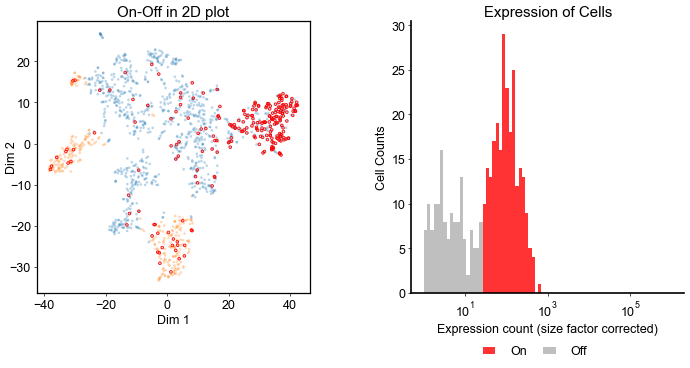 On-Off in 2D plot
20
10
0
−10
−20
−30
−40
−20
0
20
40
Dim 2
Dim 1
Expression of Cells
30
25
20
15
10
5
0
Cell Counts
10^1
10^3
10^5
Expression count (size factor corrected)
On
Off